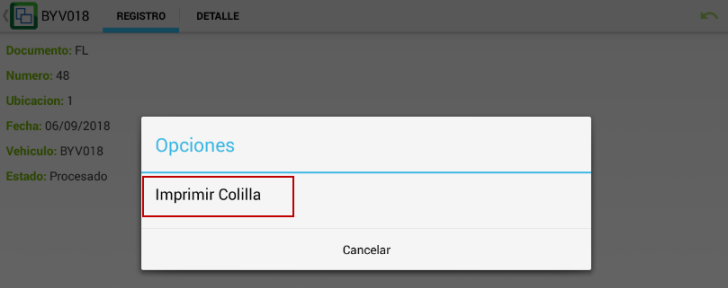 BYV018 REGISTRO DETALLE
Documento: FL
Numero: 48
Ubicacion: 1
Fecha: 06/09/2018
Vehiculo: BYV018
Estado: Procesado
Opciones
Imprimir Colilla
Cancelar